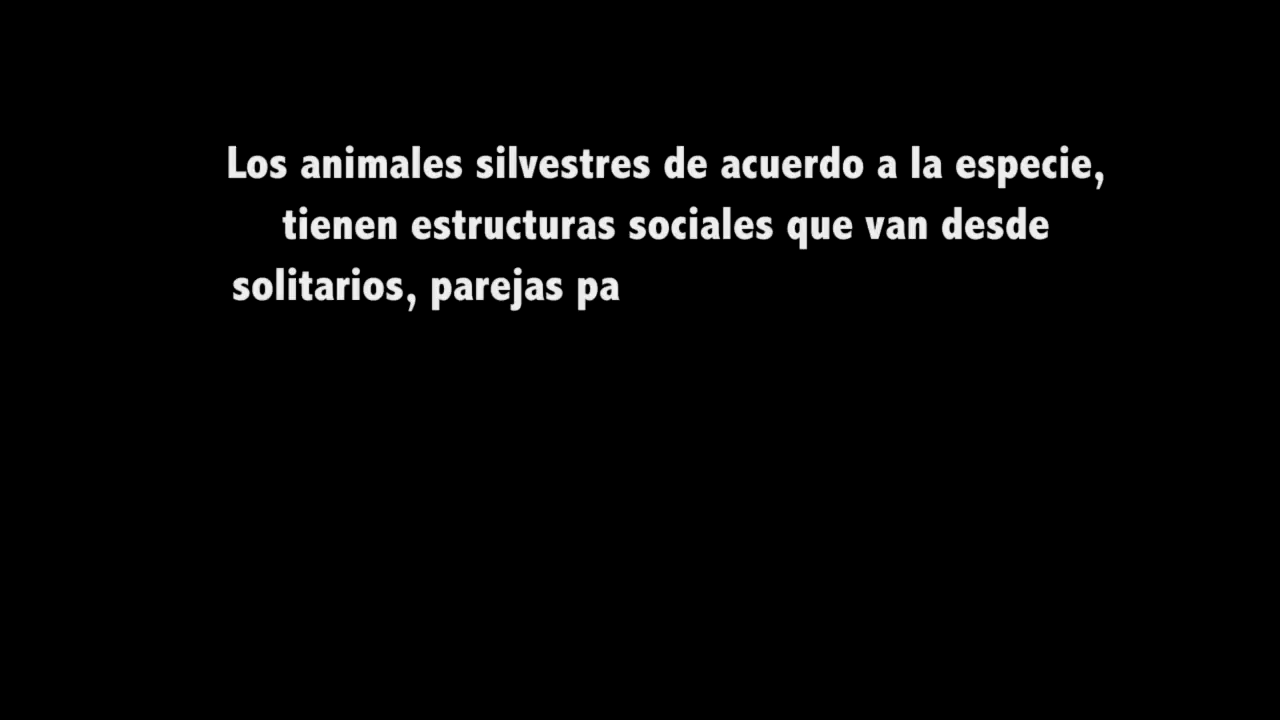 Los animales silvestres de acuerdo a la especie,
tienen estructuras sociales que van desde
solitarios, parejas pa